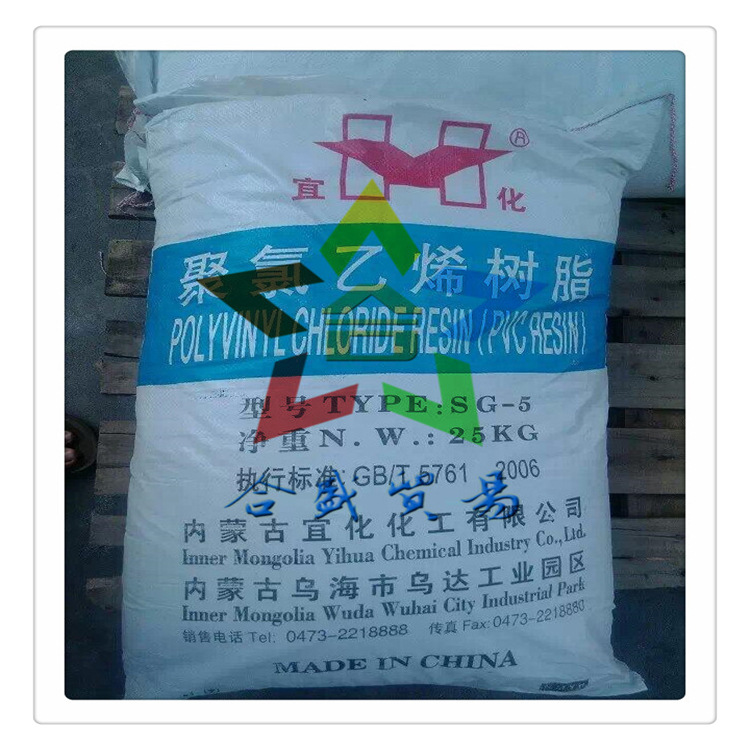 宜 化 ®
聚氯乙烯树脂
POLYVINYL CHLORIDE RESIN (PVC RESIN)
型号 TYPE: SG-5
净重 N. W.: 25KG
执行标准: GB/T 5761 2006
合盛贸易
内蒙古宜化化工有限公司
Inner Mongolia Yihua Chemical Industry Co., Ltd.
内蒙古乌海市乌达工业园区
Inner Mongolia Wuda Wuhai City Industrial Park
销售电话 Tel: 0473-2218888 传真 Fax: 0473-2218880
MADE IN CHINA